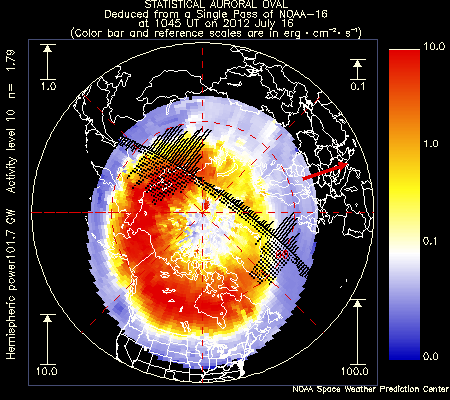 STATISTICAL AURORAL OVAL
Deduced from a Single Pass of NOAA-16
at 1045 UT on 2012 July 16
(Color bar and reference scales are in erg · cm⁻² · s⁻¹)
Hemispheric power101.7 GW Activity level 10 n= 1.79
1.0
0.1
10.0
100.0
10.0
1.0
0.1
0.0
NOAA Space Weather Prediction Center